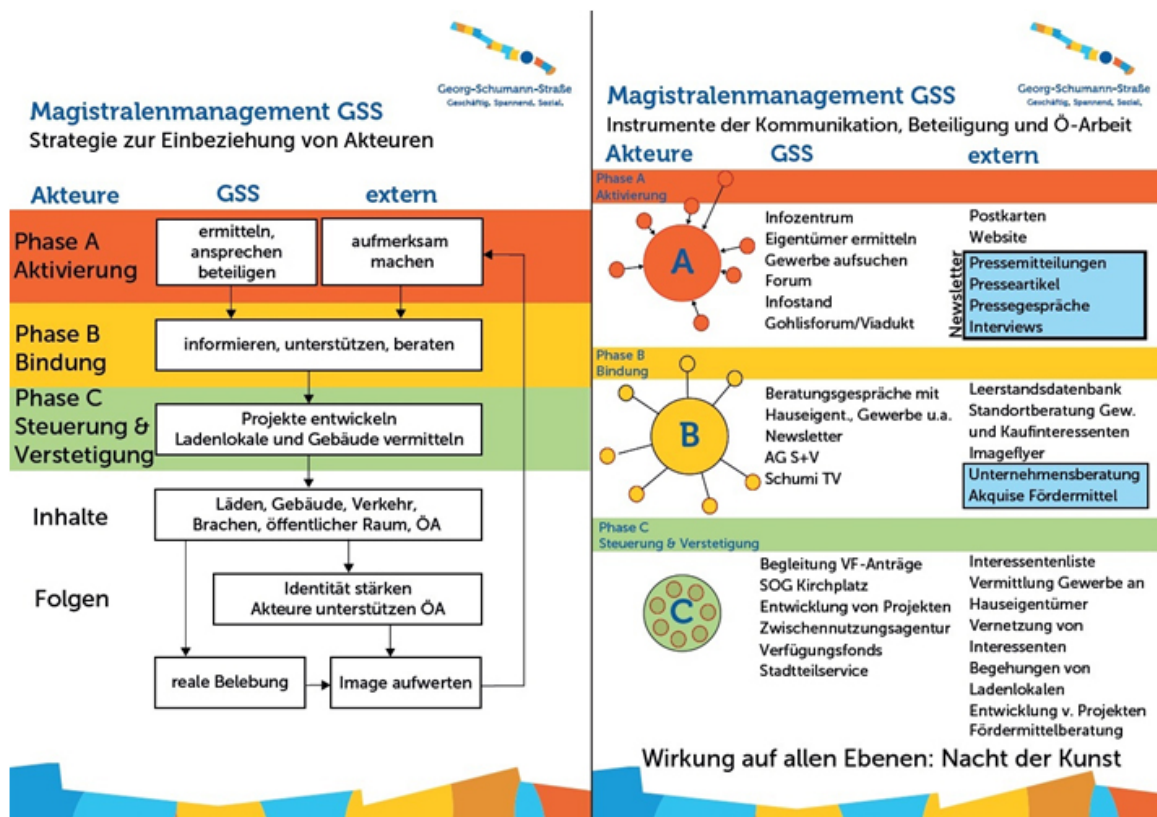 Georg-Schumann-Straße
Geschäftig, Spannend, Sozial.
Magistralenmanagement GSS
Strategie zur Einbeziehung von Akteuren
Akteure
GSS
extern
Phase A
Aktivierung
ermitteln,
ansprechen
beteiligen
aufmerksam
machen
Phase B
Bindung
informieren, unterstützen, beraten
Phase C
Steuerung &
Verstetigung
Projekte entwickeln
Ladenlokale und Gebäude vermitteln
Inhalte
Läden, Gebäude, Verkehr,
Brachen, öffentlicher Raum, ÖA
Folgen
Identität stärken
Akteure unterstützen ÖA
reale Belebung
Image aufwerten
Georg-Schumann-Straße
Geschäftig, Spannend, Sozial.
Magistralenmanagement GSS
Instrumente der Kommunikation, Beteiligung und Ö-Arbeit
Akteure
GSS
extern
Phase A
Aktivierung
A
Infozentrum
Eigentümer ermitteln
Gewerbe aufsuchen
Forum
Infostand
Gohlisforum/Viadukt
Postkarten
Website
Newsletter
Pressemitteilungen
Presseartikel
Pressegespräche
Interviews
Phase B
Bindung
B
Beratungsgespräche mit
Hauseigent., Gewerbe u.a.
Newsletter
AG S+V
Schumi TV
Leerstandsdatenbank
Standortberatung Gew.
und Kaufinteressenten
Imageflyer
Unternehmensberatung
Akquise Fördermittel
Phase C
Steuerung & Verstetigung
C
Begleitung VF-Anträge
SOG Kirchplatz
Entwicklung von Projekten
Zwischennutzungsagentur
Verfügungsfonds
Stadtteilservice
Interessentenliste
Vermittlung Gewerbe an
Hauseigentümer
Vernetzung von
Interessenten
Begehungen von
Ladenlokalen
Entwicklung v. Projekten
Fördermittelberatung
Wirkung auf allen Ebenen: Nacht der Kunst